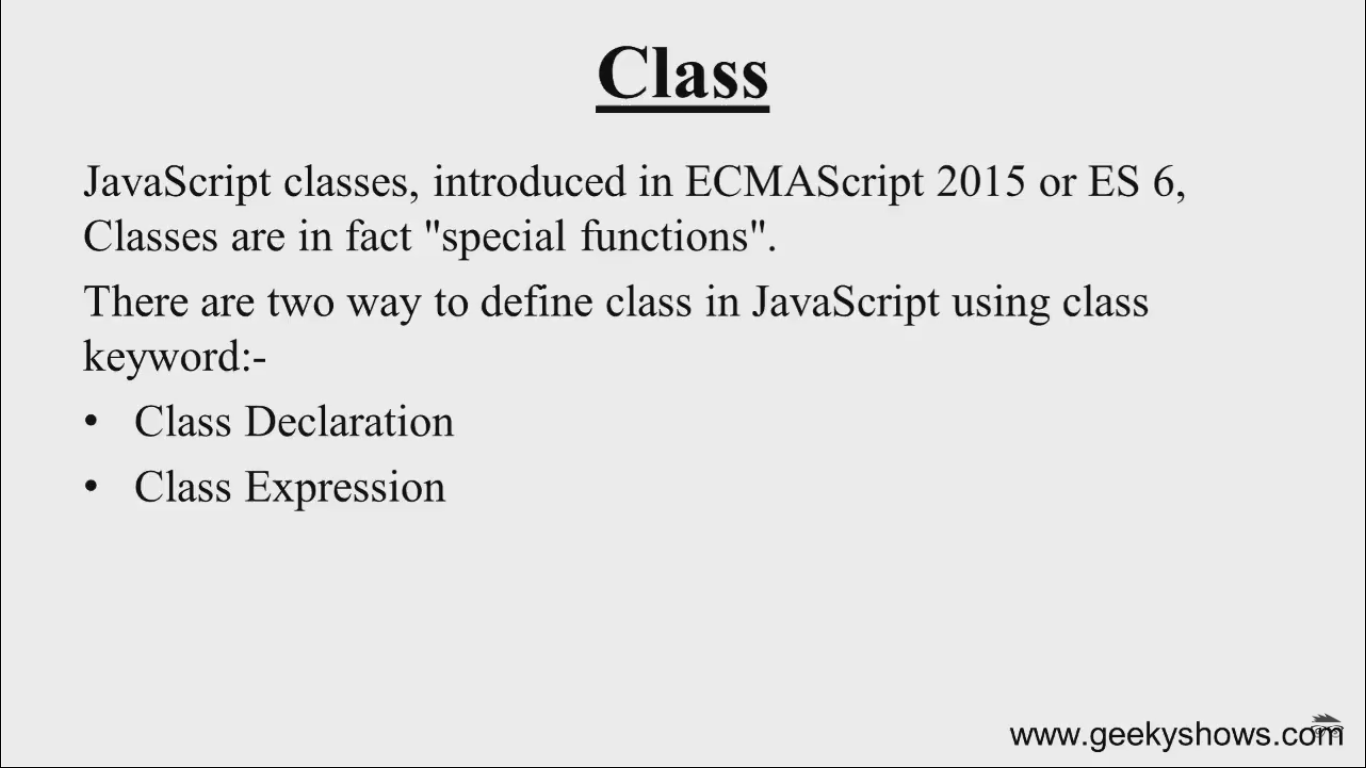 Class
JavaScript classes, introduced in ECMAScript 2015 or ES 6,
Classes are in fact "special functions".
There are two way to define class in JavaScript using class
keyword:-
• Class Declaration
• Class Expression
www.geekyshows.com